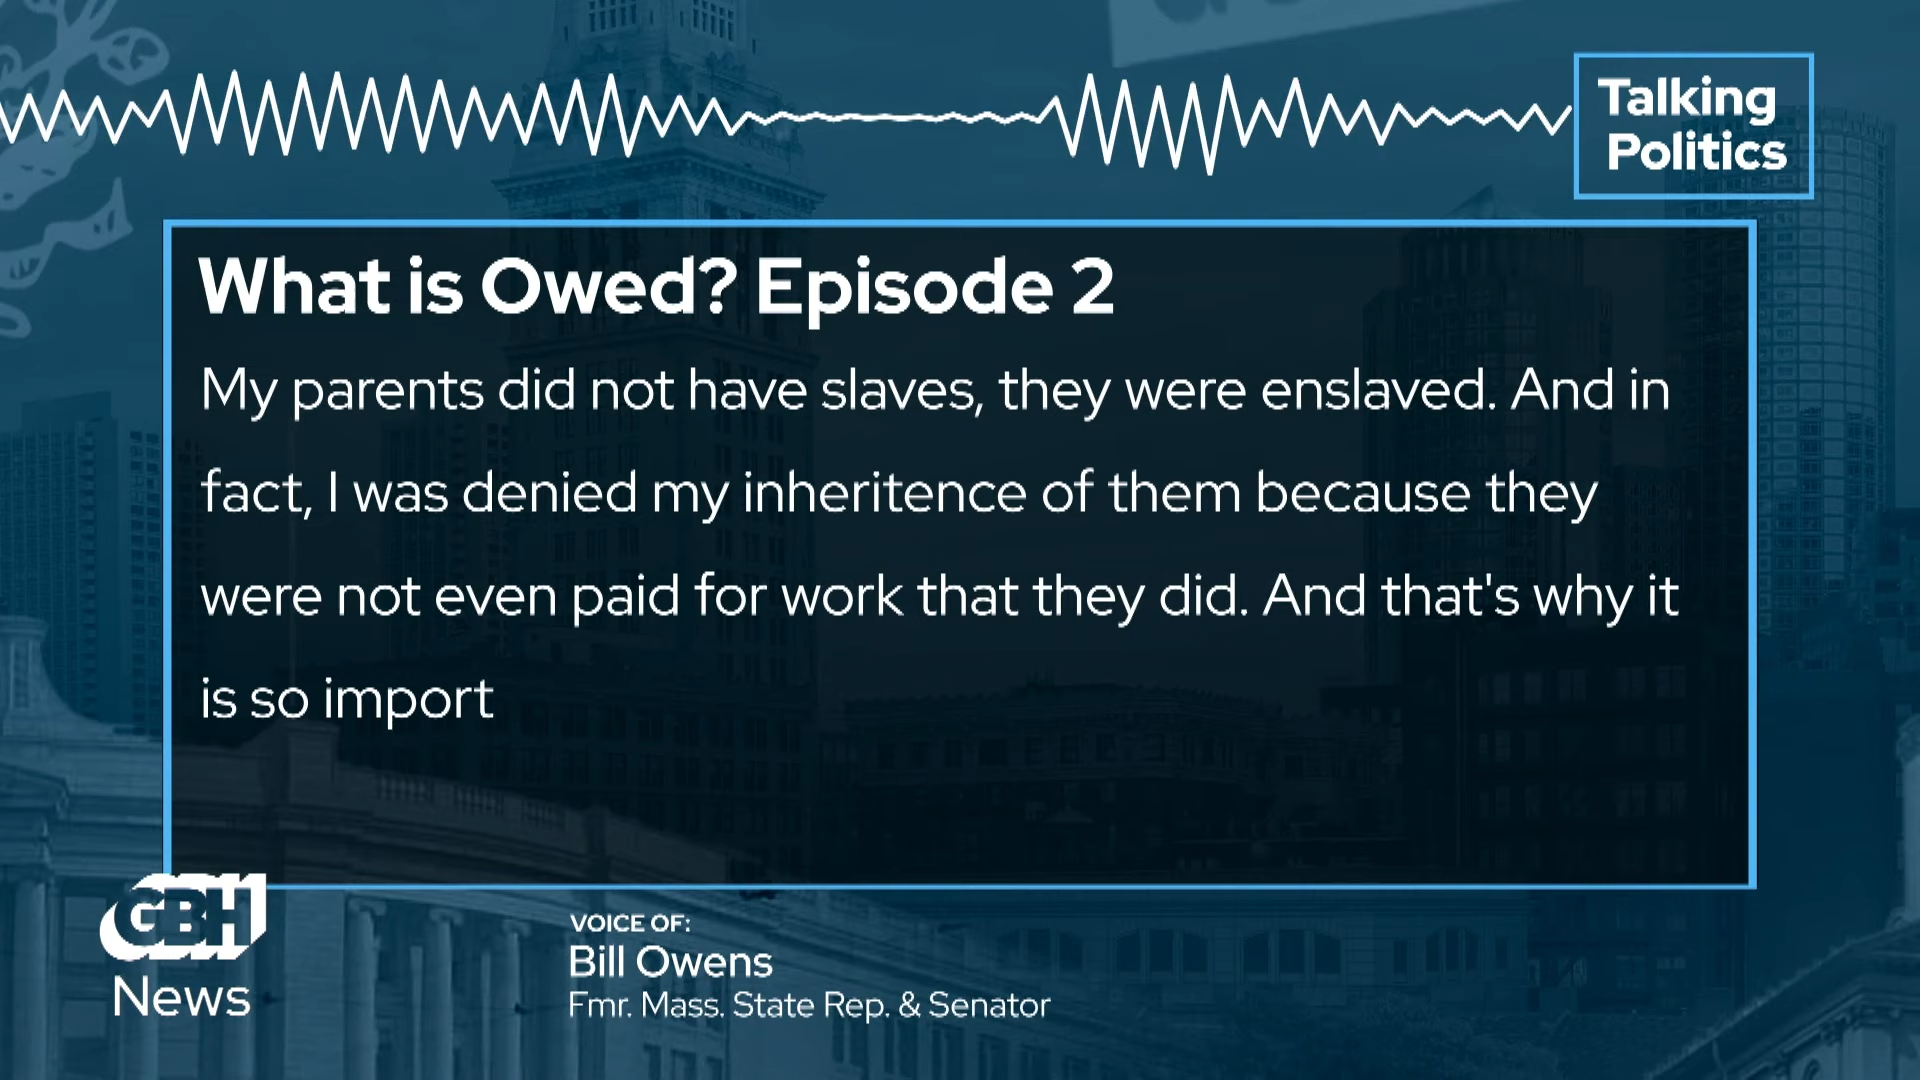 Talking
Politics
What is Owed? Episode 2
My parents did not have slaves, they were enslaved. And in
fact, I was denied my inheritence of them because they
were not even paid for work that they did. And that's why it
is so import
GBH
News
VOICE OF:
Bill Owens
Fmr. Mass. State Rep. & Senator